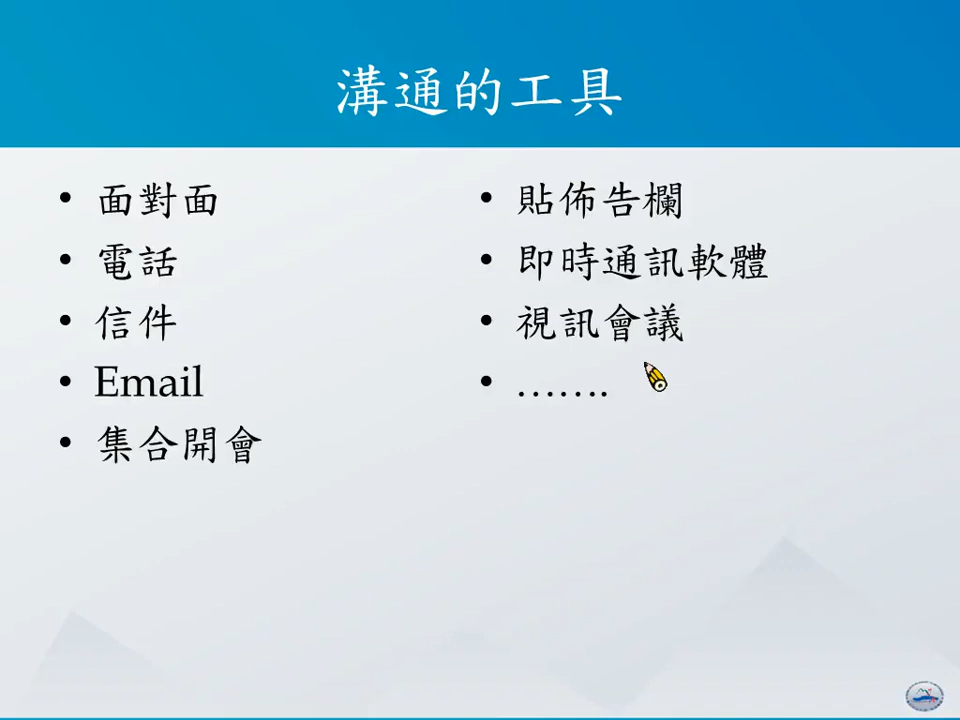 溝通的工具
• 面對面
• 電話
• 信件
• Email
• 集合開會
• 貼佈告欄
• 即時通訊軟體
• 視訊會議
• …….